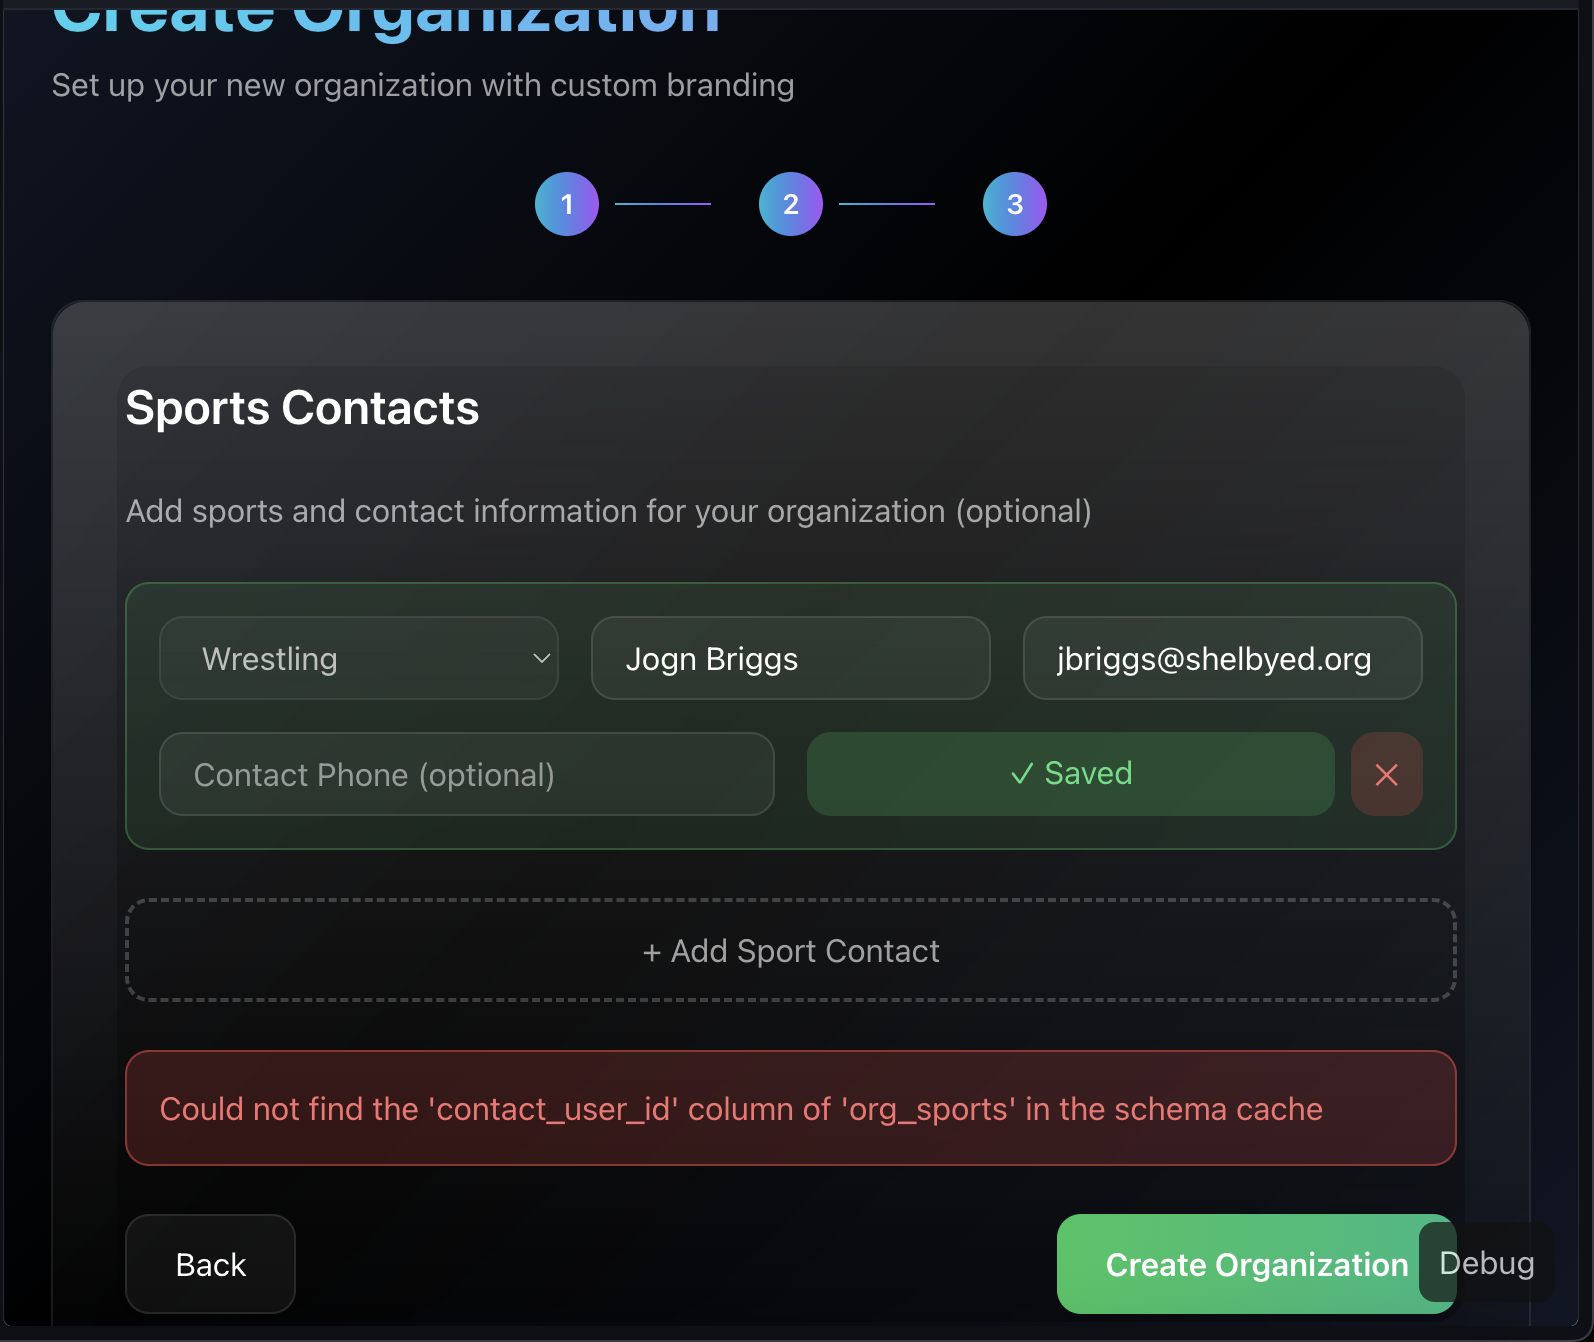 Create Organization
Set up your new organization with custom branding
1
2
3
Sports Contacts
Add sports and contact information for your organization (optional)
Wrestling
Jogn Briggs
jbriggs@shelbyed.org
Contact Phone (optional)
✓ Saved
+ Add Sport Contact
Could not find the 'contact_user_id' column of 'org_sports' in the schema cache
Back
Create Organization
Debug